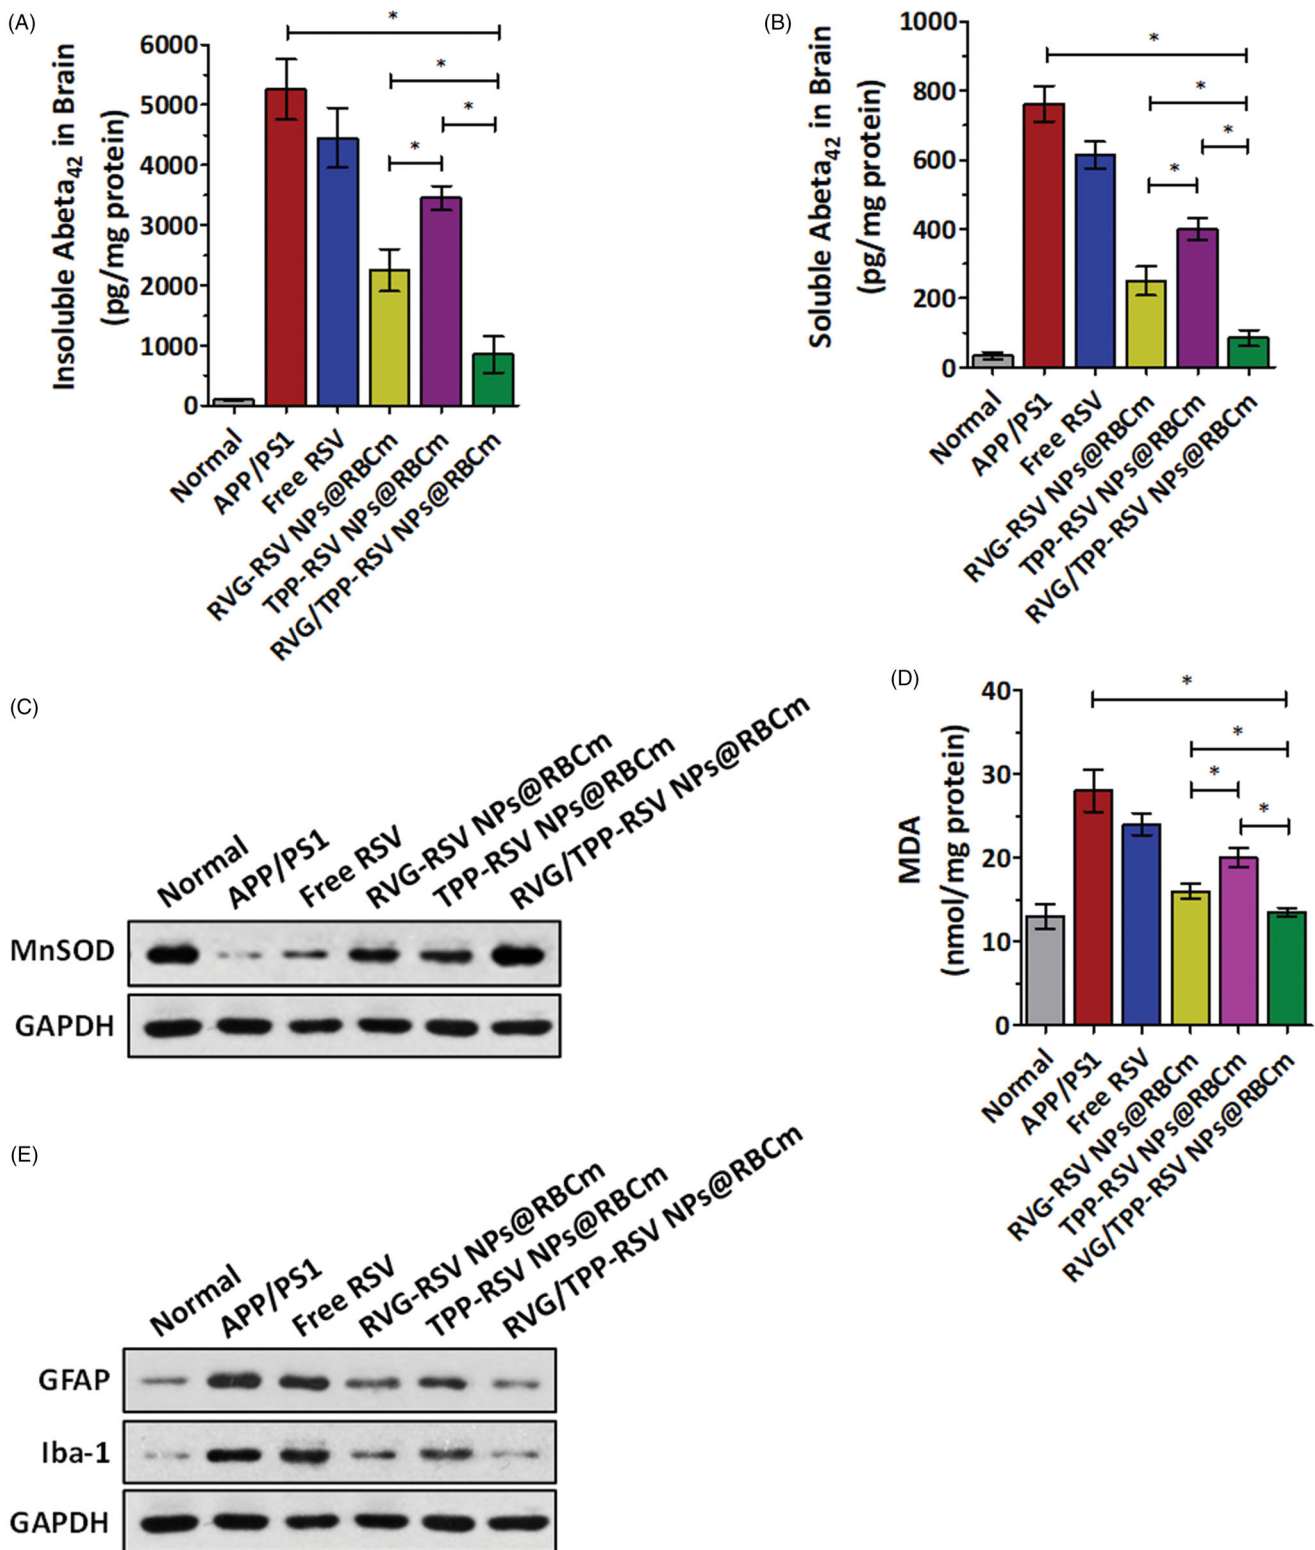 (A)
Insoluble Abeta42 in Brain
(pg/mg protein)
6000
5000
4000
3000
2000
1000
0
*
*
*
*
Normal
APP/PS1
Free RSV
RVG-RSV NPs@RBCm
TPP-RSV NPs@RBCm
RVG/TPP-RSV NPs@RBCm
(B)
Soluble Abeta42 in Brain
(pg/mg protein)
1000
800
600
400
200
0
*
*
*
*
Normal
APP/PS1
Free RSV
RVG-RSV NPs@RBCm
TPP-RSV NPs@RBCm
RVG/TPP-RSV NPs@RBCm
(C)
Normal
APP/PS1
Free RSV
RVG-RSV NPs@RBCm
TPP-RSV NPs@RBCm
RVG/TPP-RSV NPs@RBCm
MnSOD
GAPDH
(D)
MDA
(nmol/mg protein)
40
30
20
10
0
*
*
*
*
Normal
APP/PS1
Free RSV
RVG-RSV NPs@RBCm
TPP-RSV NPs@RBCm
RVG/TPP-RSV NPs@RBCm
(E)
Normal
APP/PS1
Free RSV
RVG-RSV NPs@RBCm
TPP-RSV NPs@RBCm
RVG/TPP-RSV NPs@RBCm
GFAP
Iba-1
GAPDH